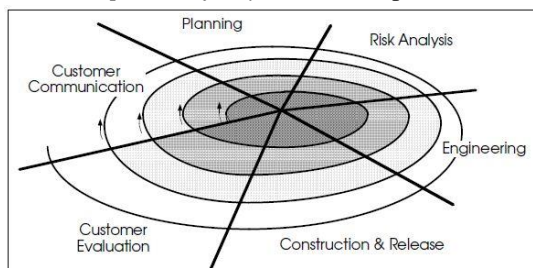 Planning
Risk Analysis
Customer
Communication
Engineering
Customer
Evaluation
Construction & Release